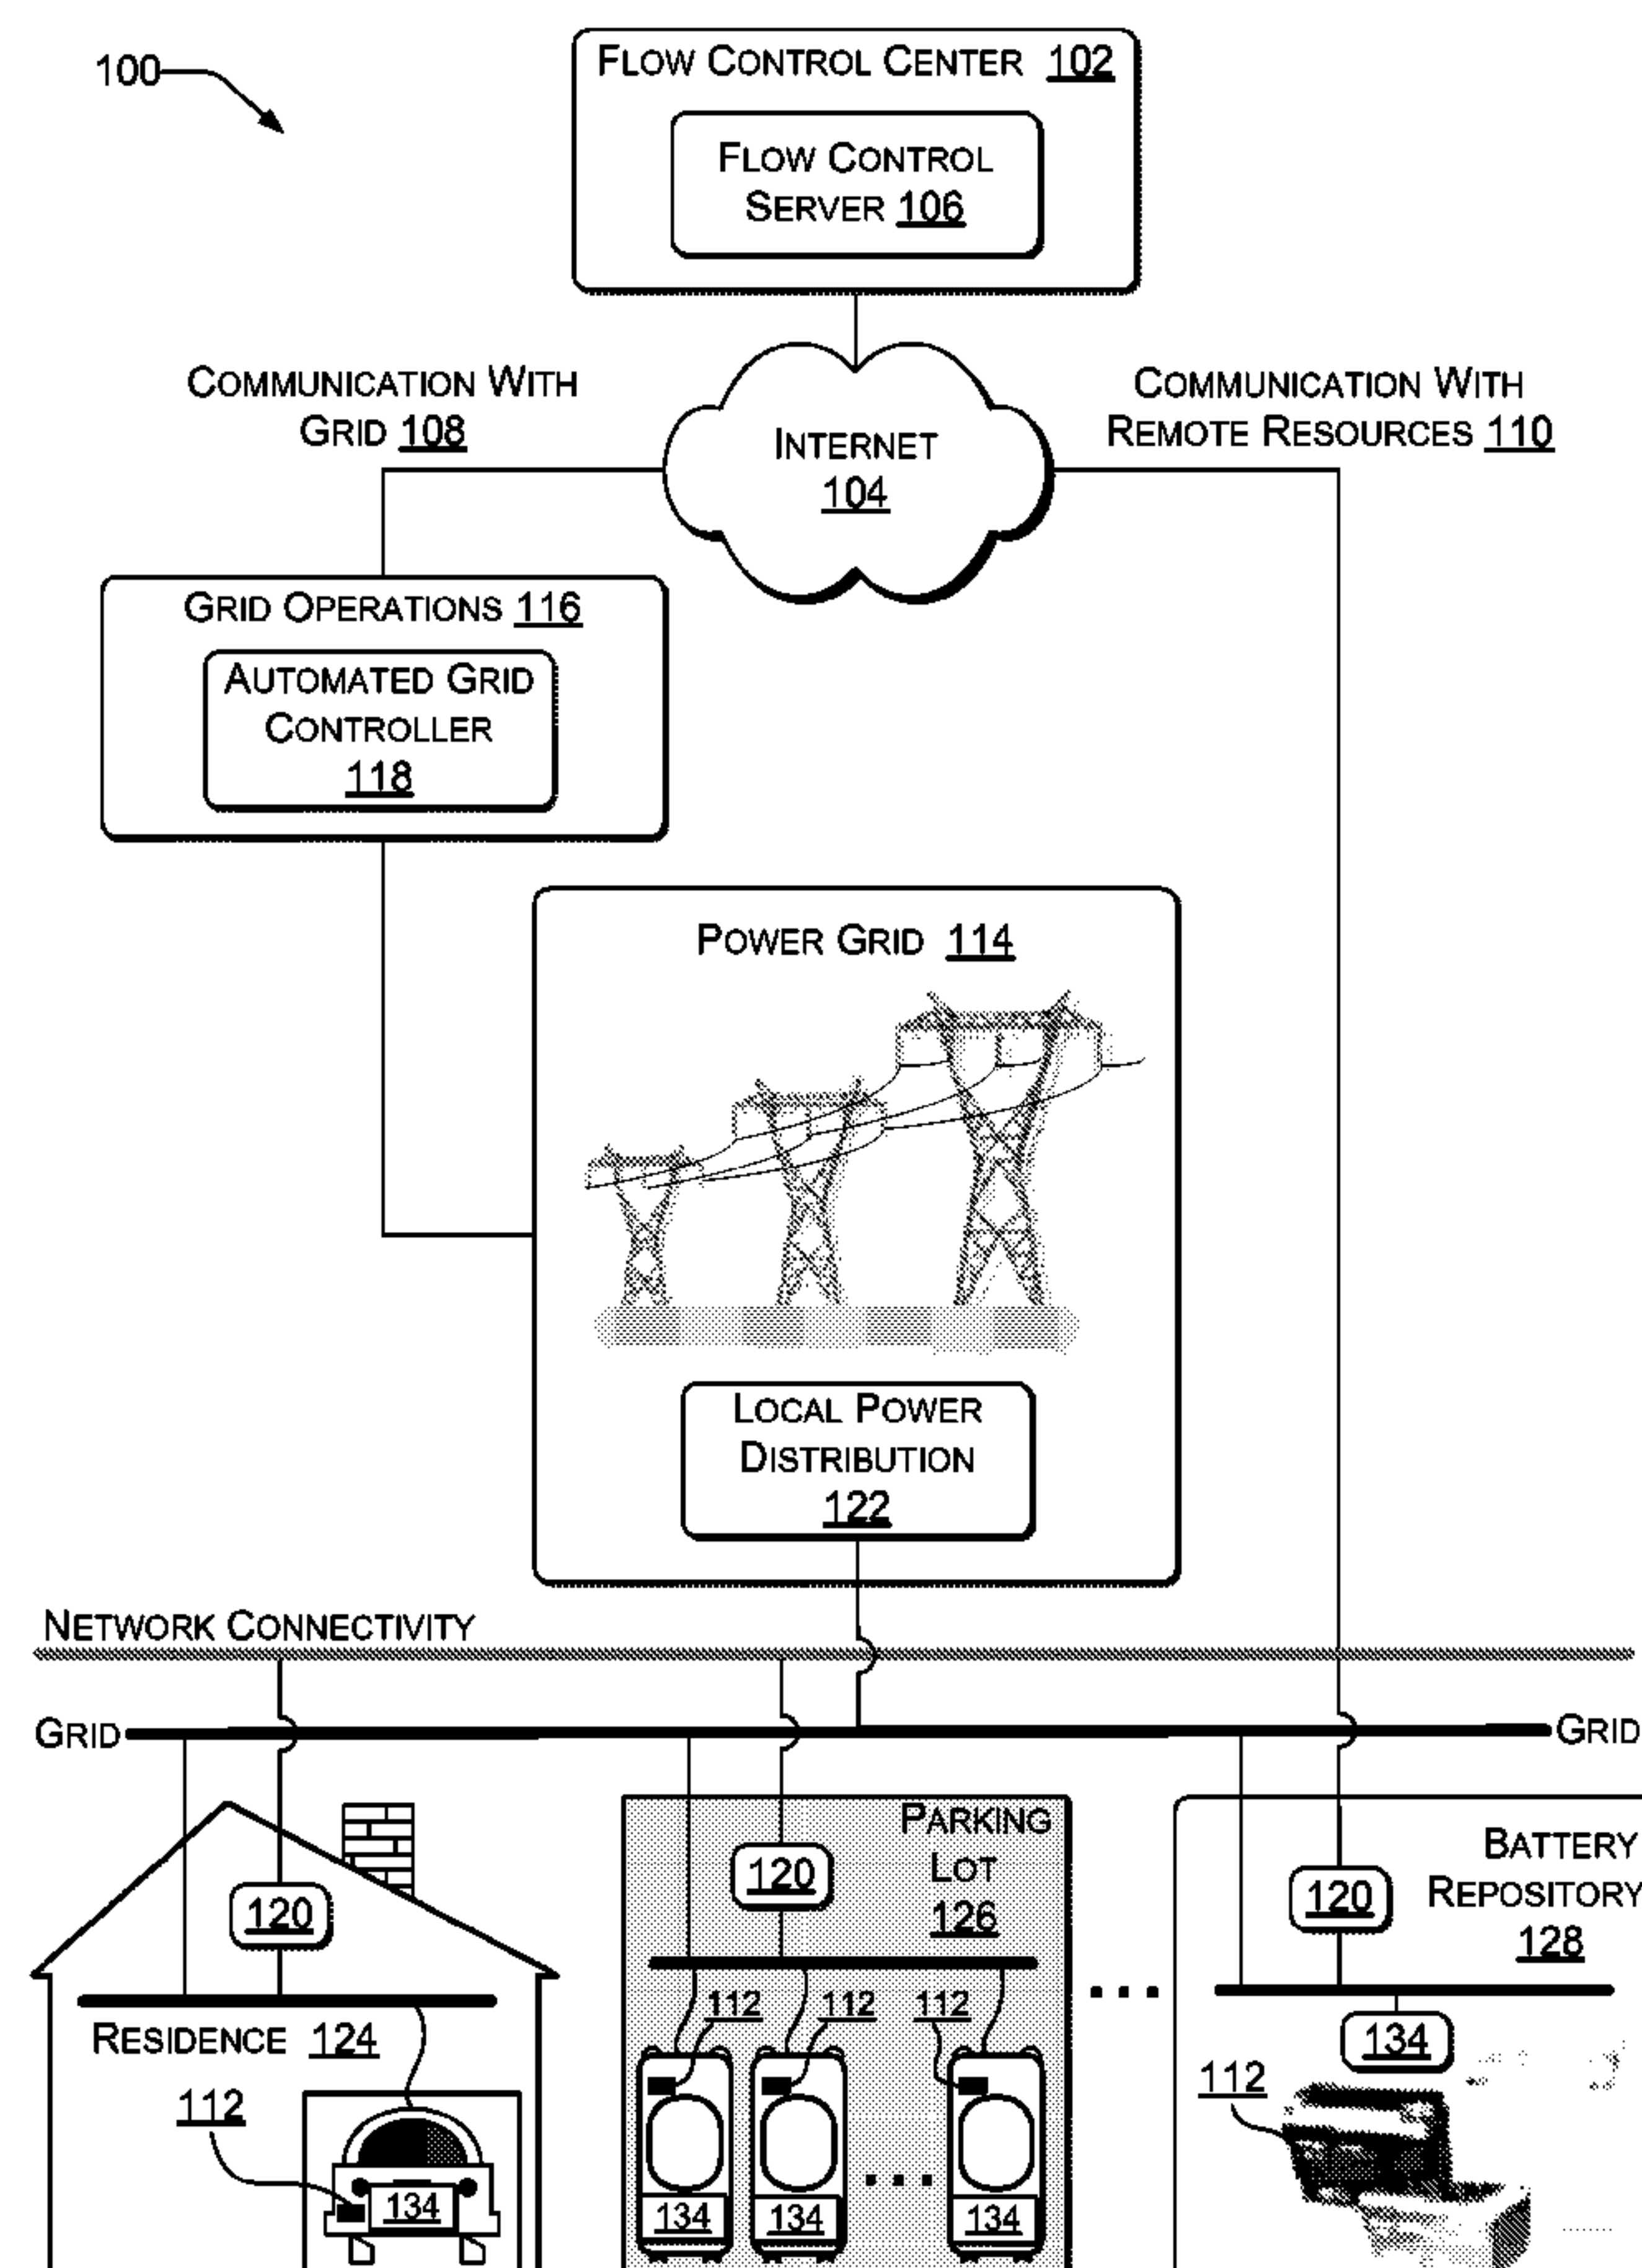 100
FLOW CONTROL CENTER 102
FLOW CONTROL
SERVER 106
COMMUNICATION WITH
GRID 108
INTERNET
104
COMMUNICATION WITH
REMOTE RESOURCES 110
GRID OPERATIONS 116
AUTOMATED GRID
CONTROLLER
118
POWER GRID 114
LOCAL POWER
DISTRIBUTION
122
NETWORK CONNECTIVITY
GRID
GRID
120
RESIDENCE 124
112
134
PARKING
LOT
126
120
112 112 112
134 134 134
BATTERY
REPOSITORY
128
120
134
112